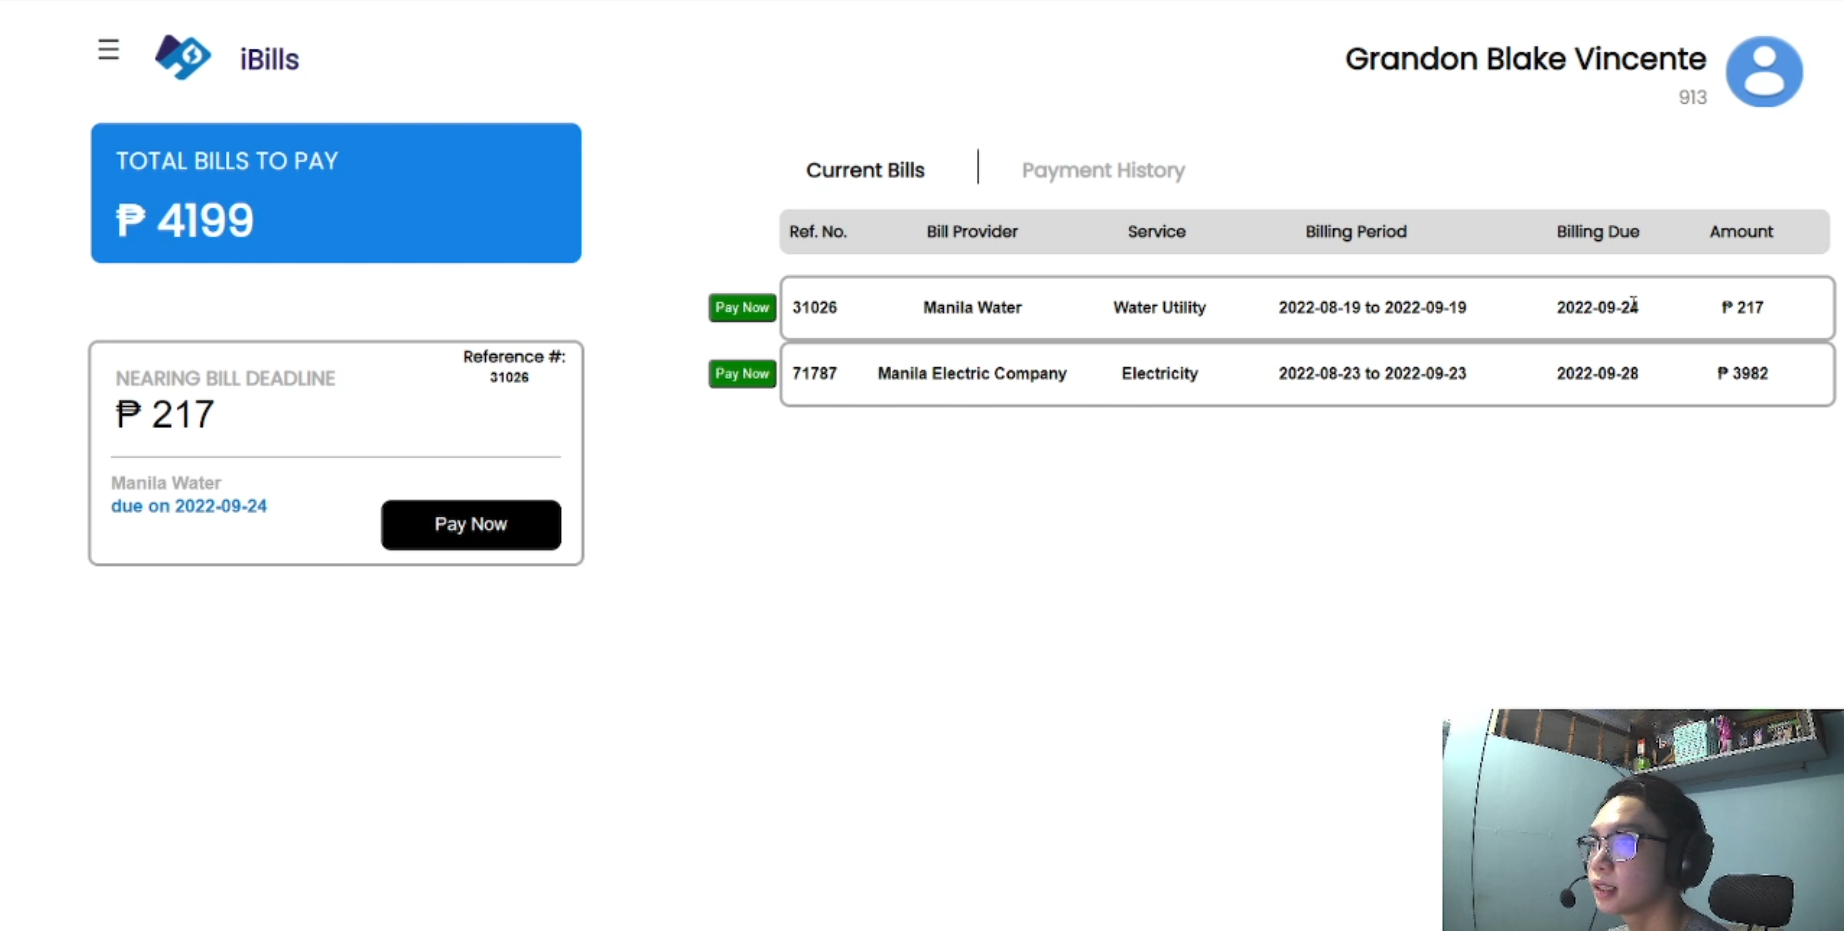 ☰ iBills
Grandon Blake Vincente
913
TOTAL BILLS TO PAY
₱ 4199
NEARING BILL DEADLINE
Reference #:
31026
₱ 217
Manila Water
due on 2022-09-24
Pay Now
Current Bills | Payment History
Ref. No. Bill Provider Service Billing Period Billing Due Amount
Pay Now 31026 Manila Water Water Utility 2022-08-19 to 2022-09-19 2022-09-24 ₱ 217
Pay Now 71787 Manila Electric Company Electricity 2022-08-23 to 2022-09-23 2022-09-28 ₱ 3982